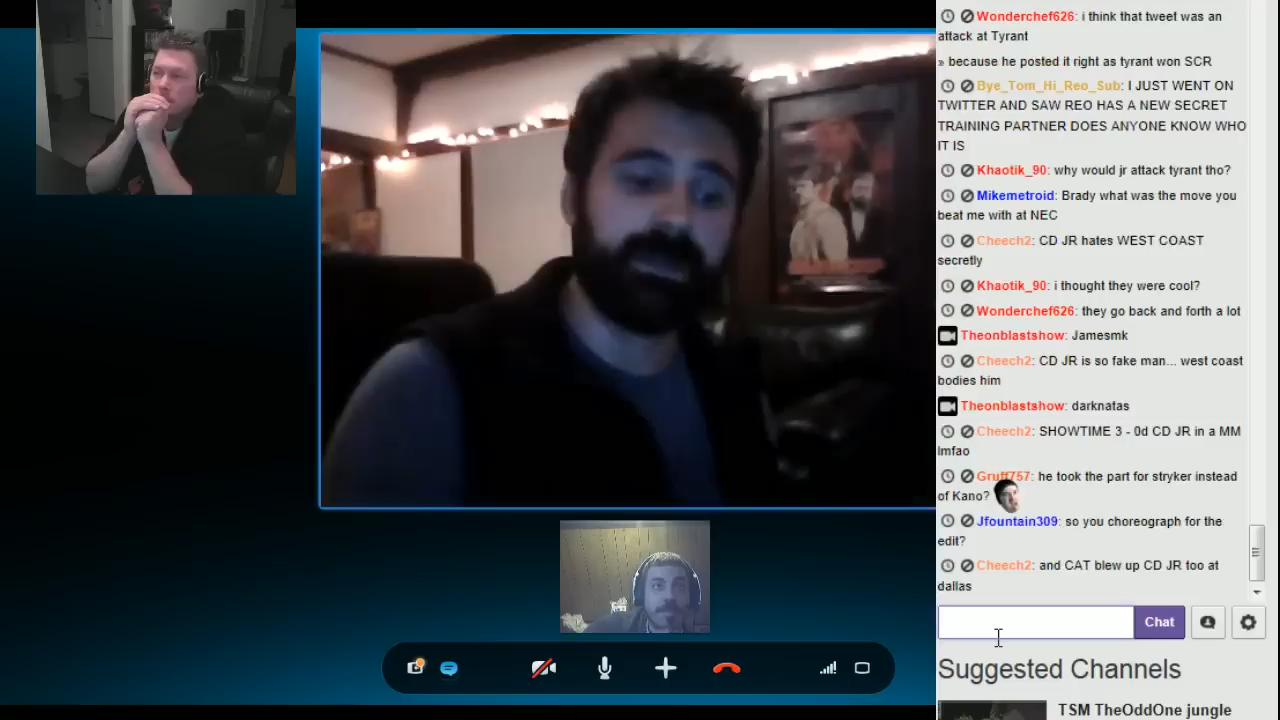 Wonderchef626: i think that tweet was an
attack at Tyrant
» because he posted it right as tyrant won SCR
Bye_Tom_Hi_Reo_Sub: I JUST WENT ON
TWITTER AND SAW REO HAS A NEW SECRET
TRAINING PARTNER DOES ANYONE KNOW WHO
IT IS
Khaotik_90: why would jr attack tyrant tho?
Mikemetroid: Brady what was the move you
beat me with at NEC
Cheech2: CD JR hates WEST COAST
secretly
Khaotik_90: i thought they were cool?
Wonderchef626: they go back and forth a lot
Theonblastshow: Jamesmk
Cheech2: CD JR is so fake man... west coast
bodies him
Theonblastshow: darknatas
Cheech2: SHOWTIME 3 - 0d CD JR in a MM
lmfao
Gruff757: he took the part for stryker instead
of Kano?
Jfountain309: so you choreograph for the
edit?
Cheech2: and CAT blew up CD JR too at
dallas
Chat
Suggested Channels
TSM TheOddOne jungle